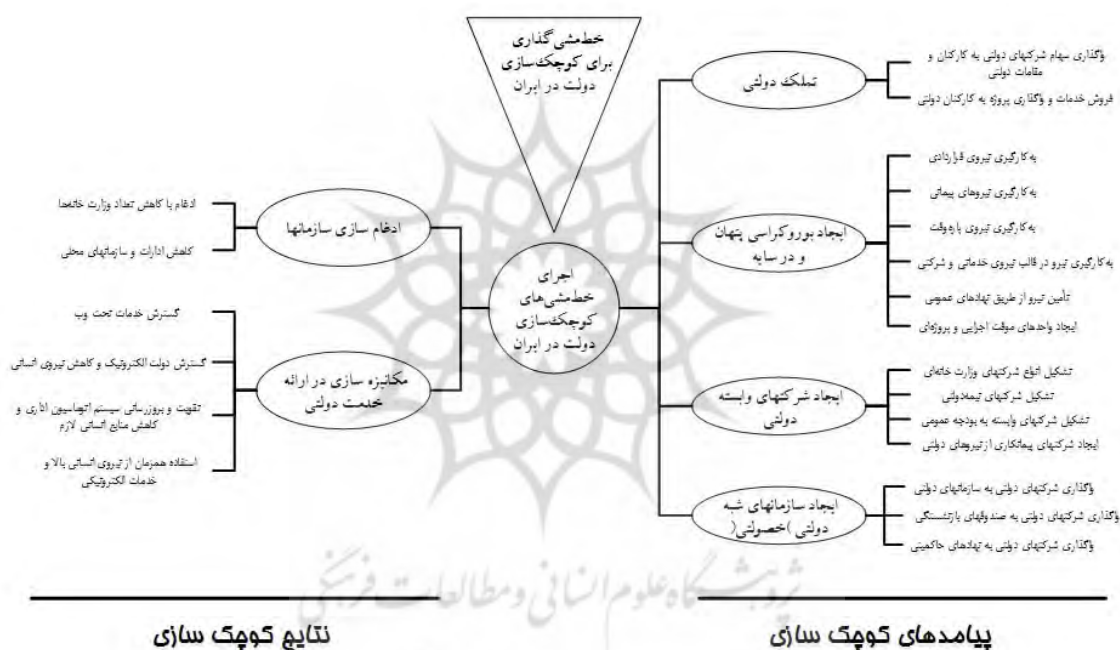 خط‌مشی‌گذاری
برای کوچک‌سازی
دولت در ایران
اجرای
خط‌مشی‌های
کوچک‌سازی
دولت در ایران
تملک دولتی
واگذاری سهام شرکتهای دولتی به کارکنان و
مقامات دولتی
فروش خدمات و واگذاری پروژه به کارکنان دولتی
ایجاد بوروکراسی پنهان
و در سایه
به کارگیری نیروی قراردادی
به کارگیری نیروهای پیمانی
به کارگیری نیروی پاره‌وقت
به کارگیری نیرو در قالب نیروی خدماتی و شرکتی
تأمین نیرو از طریق نهادهای عمومی
ایجاد واحدهای موقت اجرایی و پروژه‌ای
ایجاد شرکتهای وابسته
دولتی
تشکیل انواع شرکتهای وزارت خانه‌ای
تشکیل شرکتهای نیمه‌دولتی
تشکیل شرکتهای وابسته به بودجه عمومی
ایجاد شرکتهای پیمانکاری از نیروهای دولتی
ایجاد سازمانهای شبه
دولتی )خصولتی(
واگذاری شرکتهای دولتی به سازمانهای دولتی
واگذاری شرکتهای دولتی به صندوقهای بازنشستگی
واگذاری شرکتهای دولتی به نهادهای حاکمیتی
ادغام سازی سازمانها
ادغام یا کاهش تعداد وزارت خانه‌ها
کاهش ادارات و سازمانهای محلی
مکانیزه سازی در ارائه
خدمت دولتی
گسترش خدمات تحت وب
گسترش دولت الکترونیک و کاهش نیروی انسانی
تقویت و بروزرسانی سیستم اتوماسیون اداری و
کاهش منابع انسانی لازم
استفاده همزمان از نیروی انسانی بالا و
خدمات الکترونیکی
پژوهشگاه علوم انسانی و مطالعات فرهنگی
پیامدهای کوچک سازی
نتایج کوچک سازی